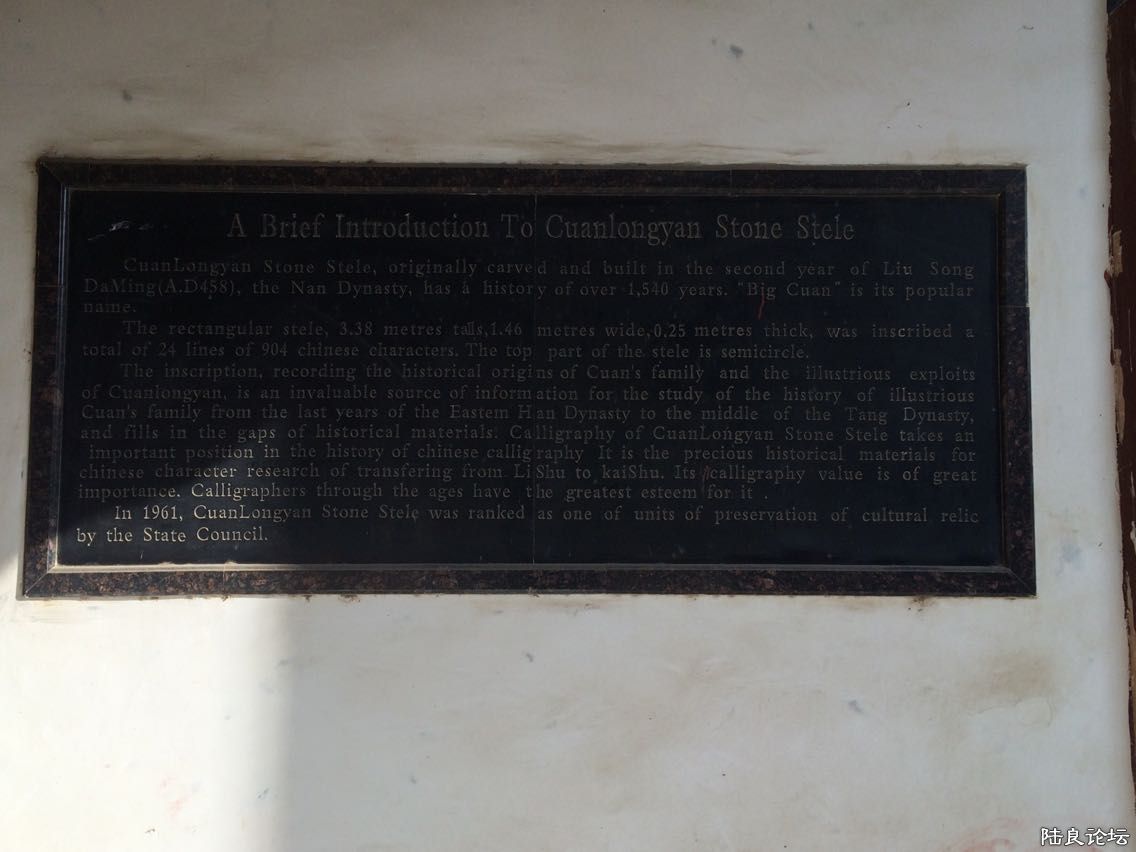 A Brief Introduction To Cuanlongyan Stone Stele
CuanLongyan Stone Stele, originally carved and built in the second year of Liu Song
DaMing(A.D458), the Nan Dynasty, has a history of over 1,540 years. "Big Cuan" is its popular
name.
The rectangular stele, 3.38 metres talls,1.46 metres wide,0.25 metres thick, was inscribed a
total of 24 lines of 904 chinese characters. The top part of the stele is semicircle.
The inscription, recording the historical origins of Cuan's family and the illustrious exploits
of Cuanlongyan, is an invaluable source of information for the study of the history of illustrious
Cuan's family from the last years of the Eastem Han Dynasty to the middle of the Tang Dynasty,
and fills in the gaps of historical materials. Calligraphy of CuanLongyan Stone Stele takes an
important position in the history of chinese calligraphy It is the precious historical materials for
chinese character research of transfering from LiShu to kaiShu. Its calligraphy value is of great
importance. Calligraphers through the ages have the greatest esteem for it .
In 1961, CuanLongyan Stone Stele was ranked as one of units of preservation of cultural relic
by the State Council.
陆良论坛